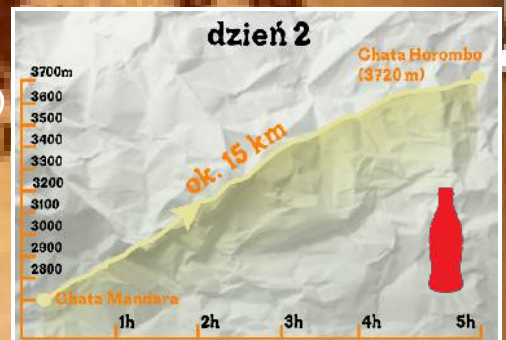 dzień 2
Chata Horombo
(3720 m)
3700m
3600
3500
3400
3300
3200
3100
3000
2900
2800
ok. 15 km
Chata Mandara
1h
2h
3h
4h
5h